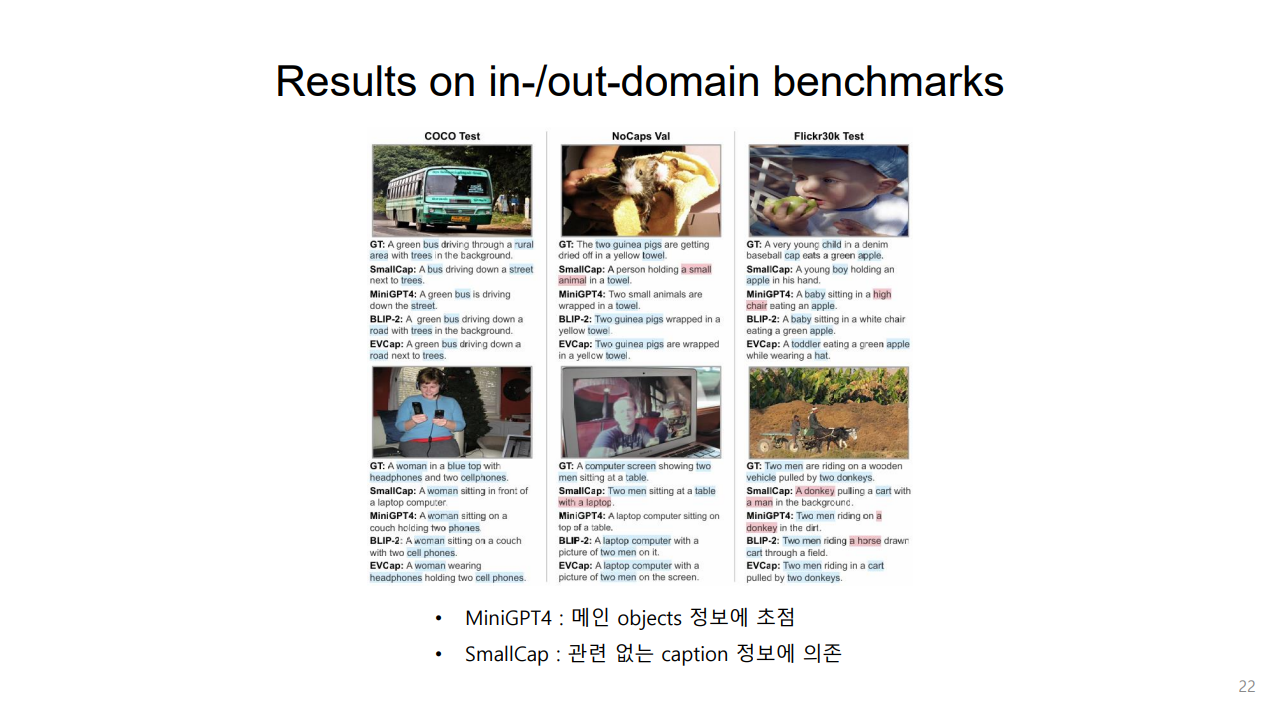 Results on in-/out-domain benchmarks
COCO Test
GT: A green bus driving through a rural
area with trees in the background.
SmallCap: A bus driving down a street
next to trees.
MiniGPT4: A green bus is driving
down the street.
BLIP-2: A green bus driving down a
road with trees in the background.
EVCap: A green bus driving down a
road next to trees.
GT: A woman in a blue top with
headphones and two cellphones.
SmallCap: A woman sitting in front of
a laptop computer.
MiniGPT4: A woman sitting on a
couch holding two phones.
BLIP-2: A woman sitting on a couch
with two cell phones.
EVCap: A woman wearing
headphones holding two cell phones.
NoCaps Val
GT: The two guinea pigs are getting
dried off in a yellow towel.
SmallCap: A person holding a small
animal in a towel.
MiniGPT4: Two small animals are
wrapped in a towel.
BLIP-2: Two guinea pigs wrapped in a
yellow towel.
EVCap: Two guinea pigs are wrapped
in a yellow towel.
GT: A computer screen showing two
men sitting at a table.
SmallCap: Two men sitting at a table
with a laptop.
MiniGPT4: A laptop computer sitting on
top of a table.
BLIP-2: A laptop computer with a
picture of two men on it.
EVCap: A laptop computer with a
picture of two men on the screen.
Flickr30k Test
GT: A very young child in a denim
baseball cap eats a green apple.
SmallCap: A young boy holding an
apple in his hand.
MiniGPT4: A baby sitting in a high
chair eating an apple.
BLIP-2: A baby sitting in a white chair
eating a green apple.
EVCap: A toddler eating a green apple
while wearing a hat.
GT: Two men are riding on a wooden
vehicle pulled by two donkeys.
SmallCap: A donkey pulling a cart with
a man in the background.
MiniGPT4: Two men riding on a
donkey in the dirt.
BLIP-2: Two men riding a horse drawn
cart through a field.
EVCap: Two men riding in a cart
pulled by two donkeys.
• MiniGPT4 : 메인 objects 정보에 초점
• SmallCap : 관련 없는 caption 정보에 의존
22